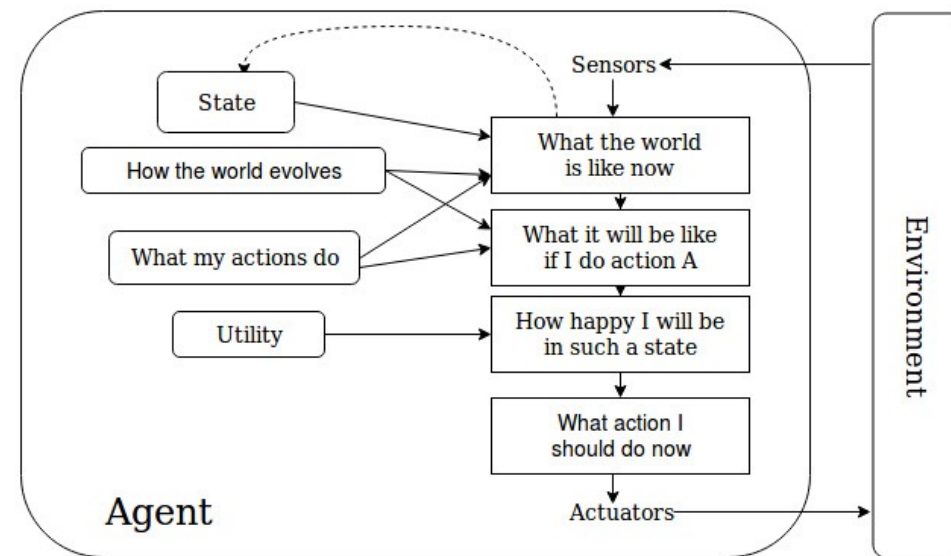 Sensors
State
What the world
is like now
How the world evolves
What it will be like
if I do action A
What my actions do
How happy I will be
in such a state
Utility
What action I
should do now
Agent
Actuators
Environment